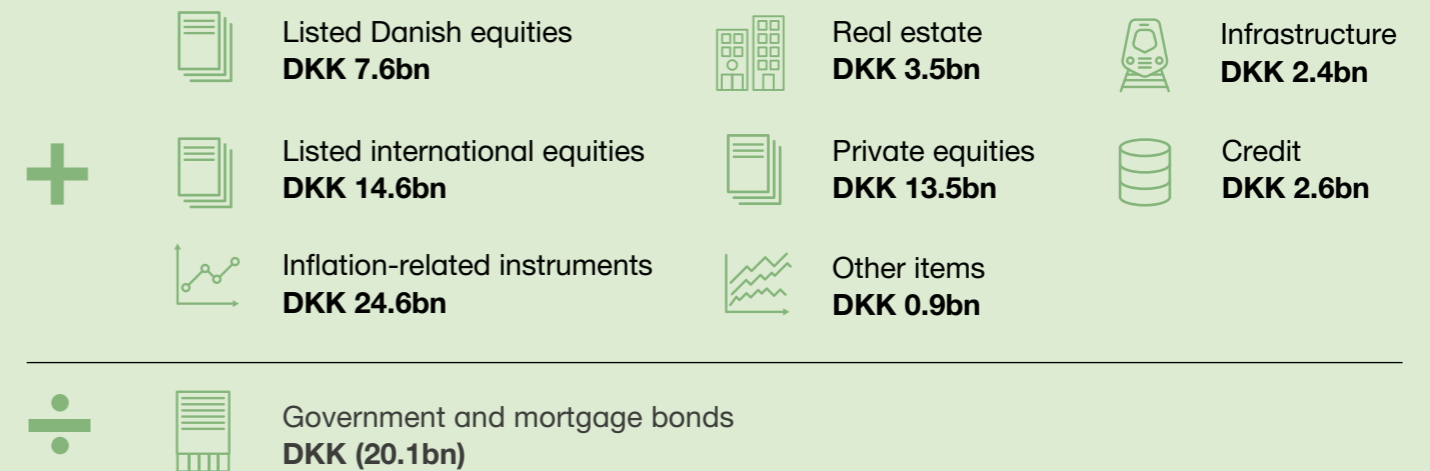 Listed Danish equities
DKK 7.6bn
Real estate
DKK 3.5bn
Infrastructure
DKK 2.4bn
+
Listed international equities
DKK 14.6bn
Private equities
DKK 13.5bn
Credit
DKK 2.6bn
Inflation-related instruments
DKK 24.6bn
Other items
DKK 0.9bn
÷
Government and mortgage bonds
DKK (20.1bn)